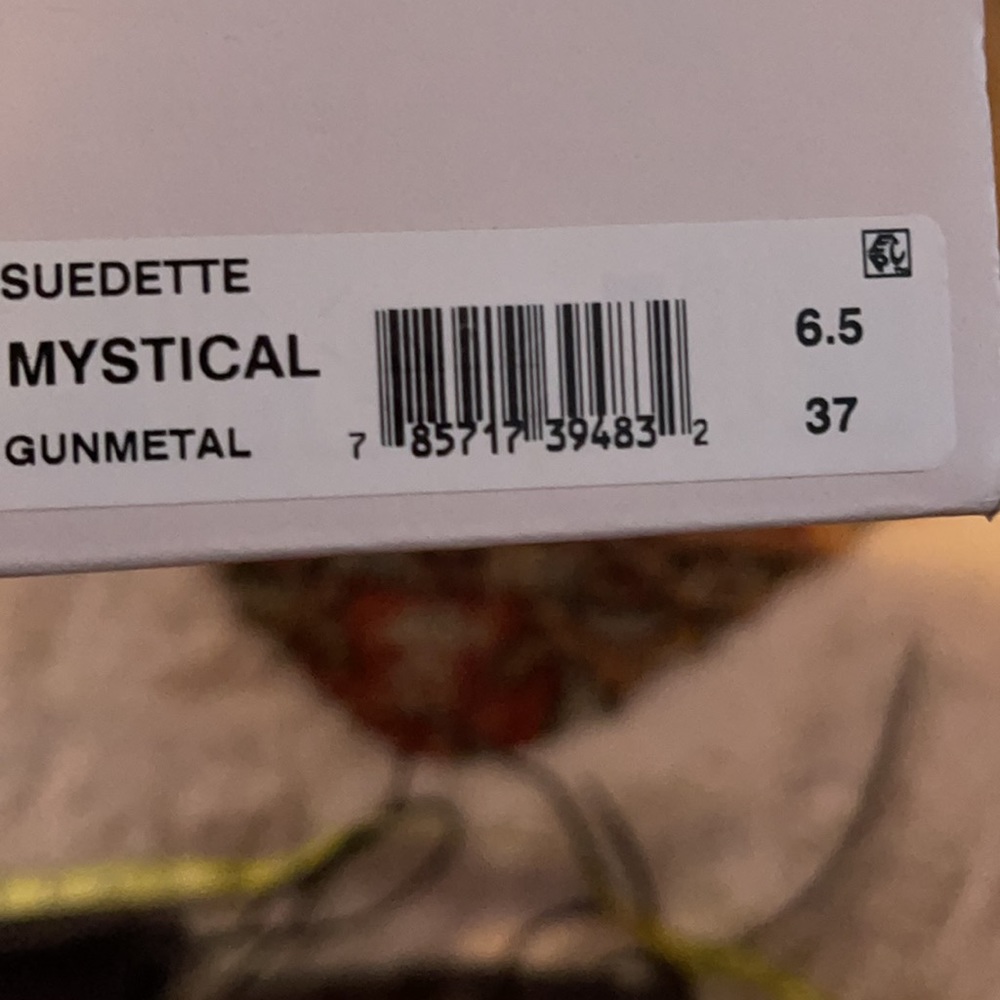 SUEDETTE
MYSTICAL
GUNMETAL
7 85717 39483 2
6.5
37